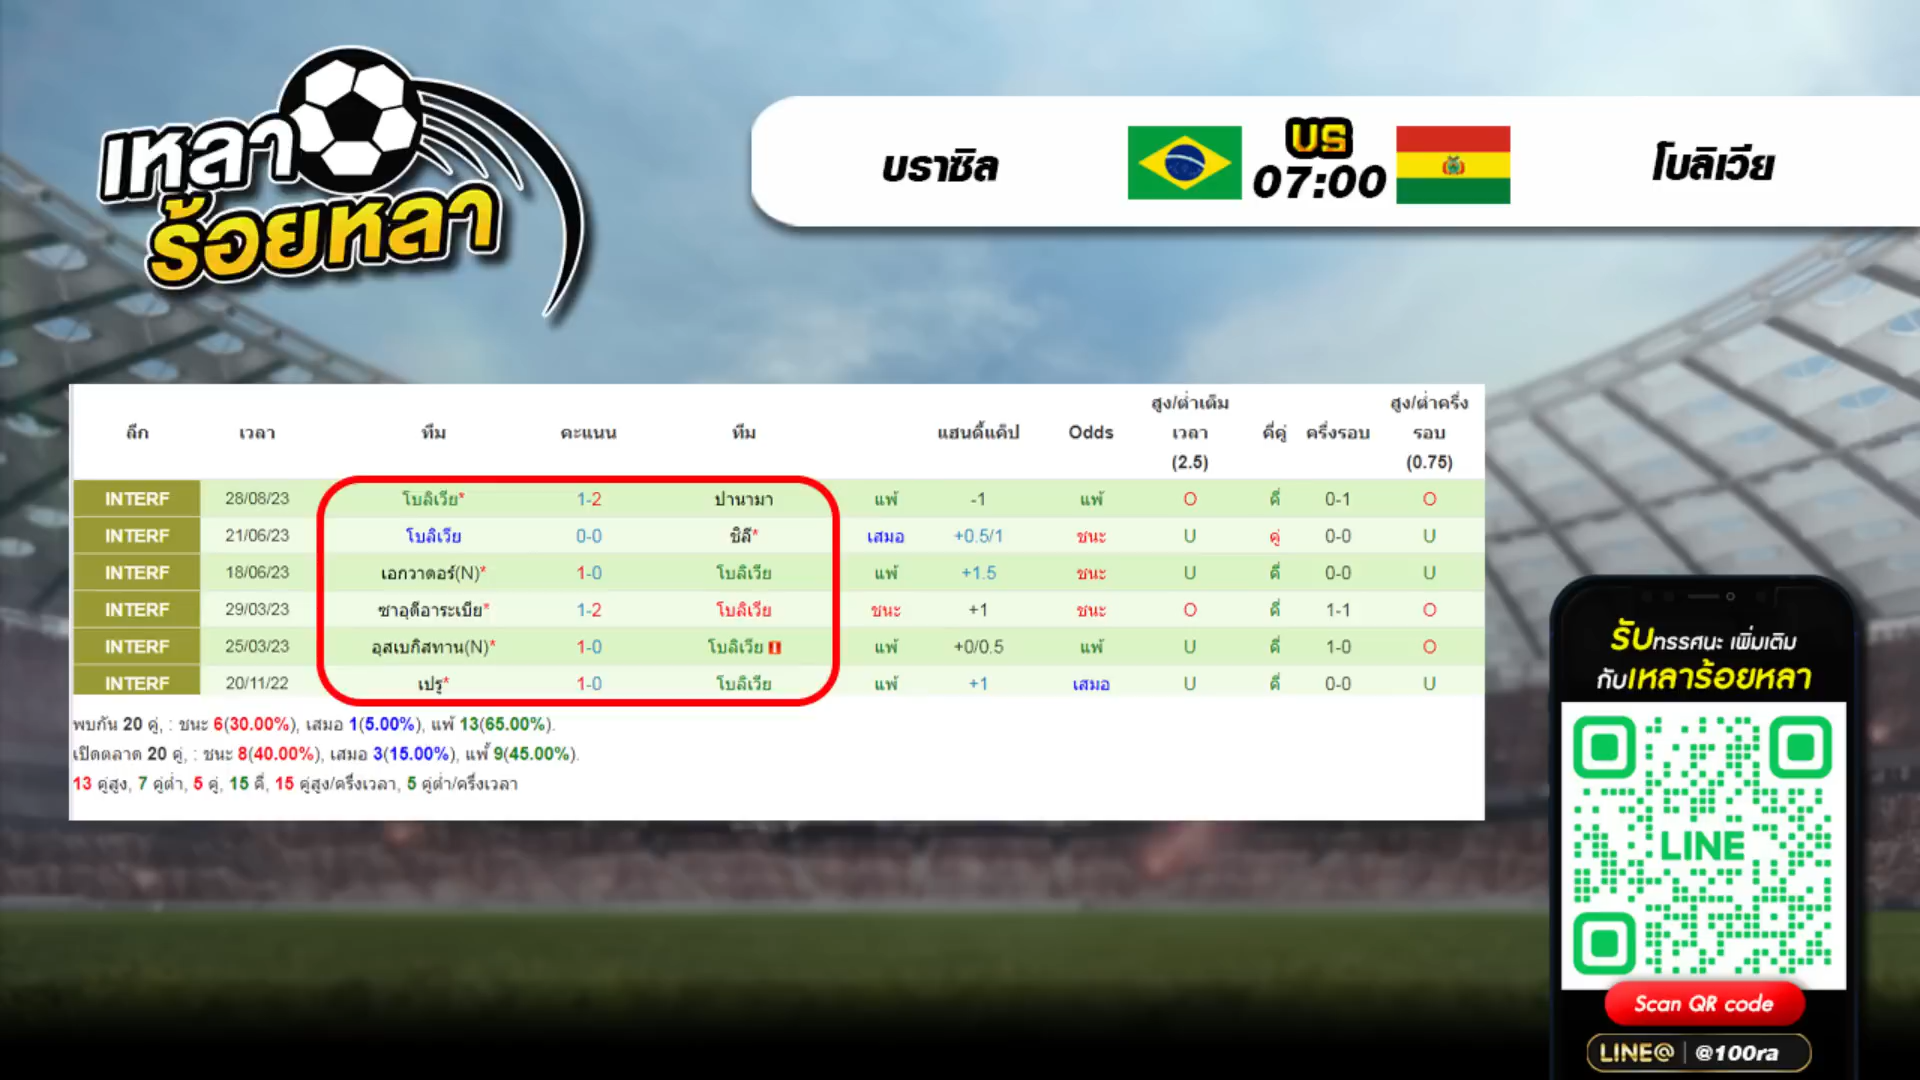 เหลา
ร้อยหลา
บราซิล US 07:00 โบลิเวีย
ลีก เวลา ทีม คะแนน ทีม แฮนดี้แค็ป Odds สูง/ต่ำเต็มเวลา (2.5) คี่คู่ ครึ่งรอบ สูง/ต่ำครึ่งรอบ (0.75)
INTERF 28/08/23 โบลิเวีย* 1-2 ปานามา แพ้ -1 แพ้ O คี่ 0-1 O
INTERF 21/06/23 โบลิเวีย 0-0 ชิลี* เสมอ +0.5/1 ชนะ U คู่ 0-0 U
INTERF 18/06/23 เอกวาดอร์(N)* 1-0 โบลิเวีย แพ้ +1.5 ชนะ U คี่ 0-0 U
INTERF 29/03/23 ซาอุดีอาระเบีย* 1-2 โบลิเวีย ชนะ +1 ชนะ O คี่ 1-1 O
INTERF 25/03/23 อุสเบกิสทาน(N)* 1-0 โบลิเวีย แพ้ +0/0.5 แพ้ U คี่ 1-0 O
INTERF 20/11/22 เปรู* 1-0 โบลิเวีย แพ้ +1 เสมอ U คี่ 0-0 U
พบกัน 20 คู่, : ชนะ 6(30.00%), เสมอ 1(5.00%), แพ้ 13(65.00%).
เปิดตลาด 20 คู่, : ชนะ 8(40.00%), เสมอ 3(15.00%), แพ้ 9(45.00%).
13 คู่สูง, 7 คู่ต่ำ, 5 คู่, 15 คี่, 15 คู่สูง/ครึ่งเวลา, 5 คู่ต่ำ/ครึ่งเวลา
รับทรรศนะ เพิ่มเติม
กับเหลาร้อยหลา
LINE
Scan QR code
LINE@ | @100ra